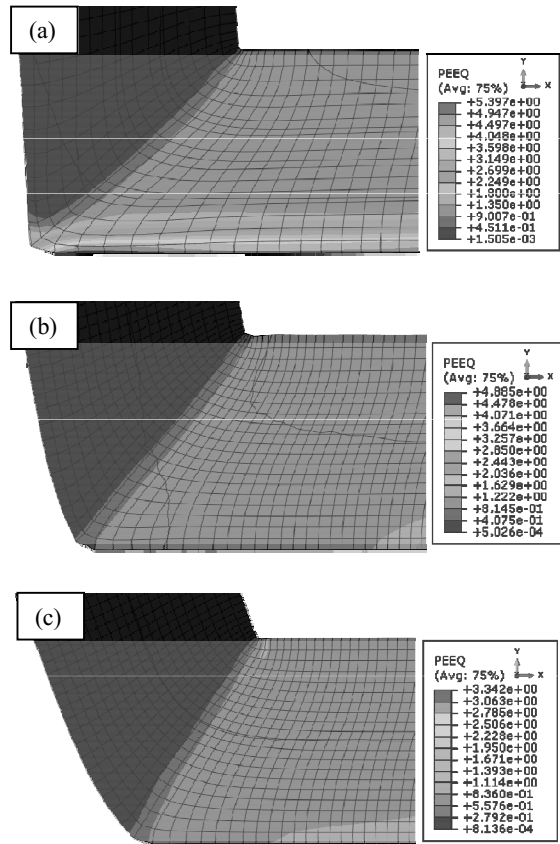 (a)
PEEQ
(Avg: 75%)
Y
X
+5.397e+00
+4.947e+00
+4.497e+00
+4.048e+00
+3.598e+00
+3.149e+00
+2.699e+00
+2.249e+00
+1.800e+00
+1.350e+00
+9.007e-01
+4.511e-01
+1.505e-03
(b)
PEEQ
(Avg: 75%)
Y
X
+4.885e+00
+4.478e+00
+4.071e+00
+3.664e+00
+3.257e+00
+2.850e+00
+2.443e+00
+2.036e+00
+1.629e+00
+1.222e+00
+8.145e-01
+4.075e-01
+5.026e-04
(c)
PEEQ
(Avg: 75%)
Y
X
+3.342e+00
+3.063e+00
+2.785e+00
+2.506e+00
+2.228e+00
+1.950e+00
+1.671e+00
+1.393e+00
+1.114e+00
+8.360e-01
+5.576e-01
+2.792e-01
+8.136e-04